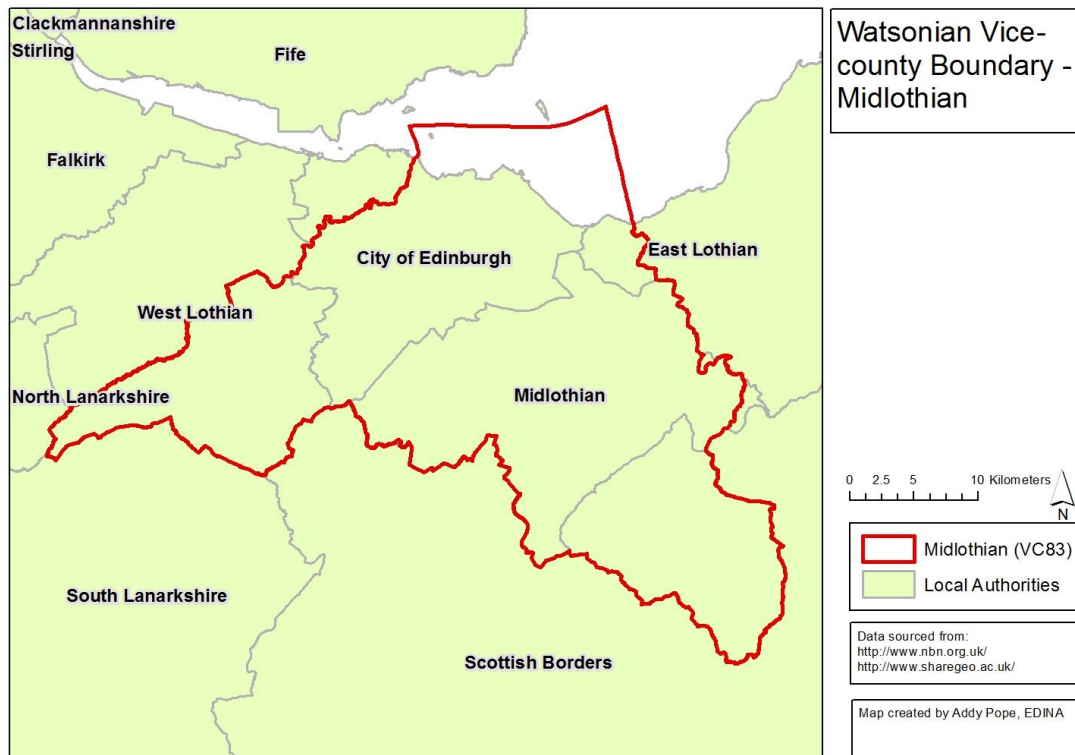 Clackmannanshire
Stirling
Fife
Falkirk
City of Edinburgh
East Lothian
West Lothian
North Lanarkshire
Midlothian
South Lanarkshire
Scottish Borders
Watsonian Vice-
county Boundary -
Midlothian
0 2.5 5 10 Kilometers
N
Midlothian (VC83)
Local Authorities
Data sourced from:
http://www.nbn.org.uk/
http://www.sharegeo.ac.uk/
Map created by Addy Pope, EDINA